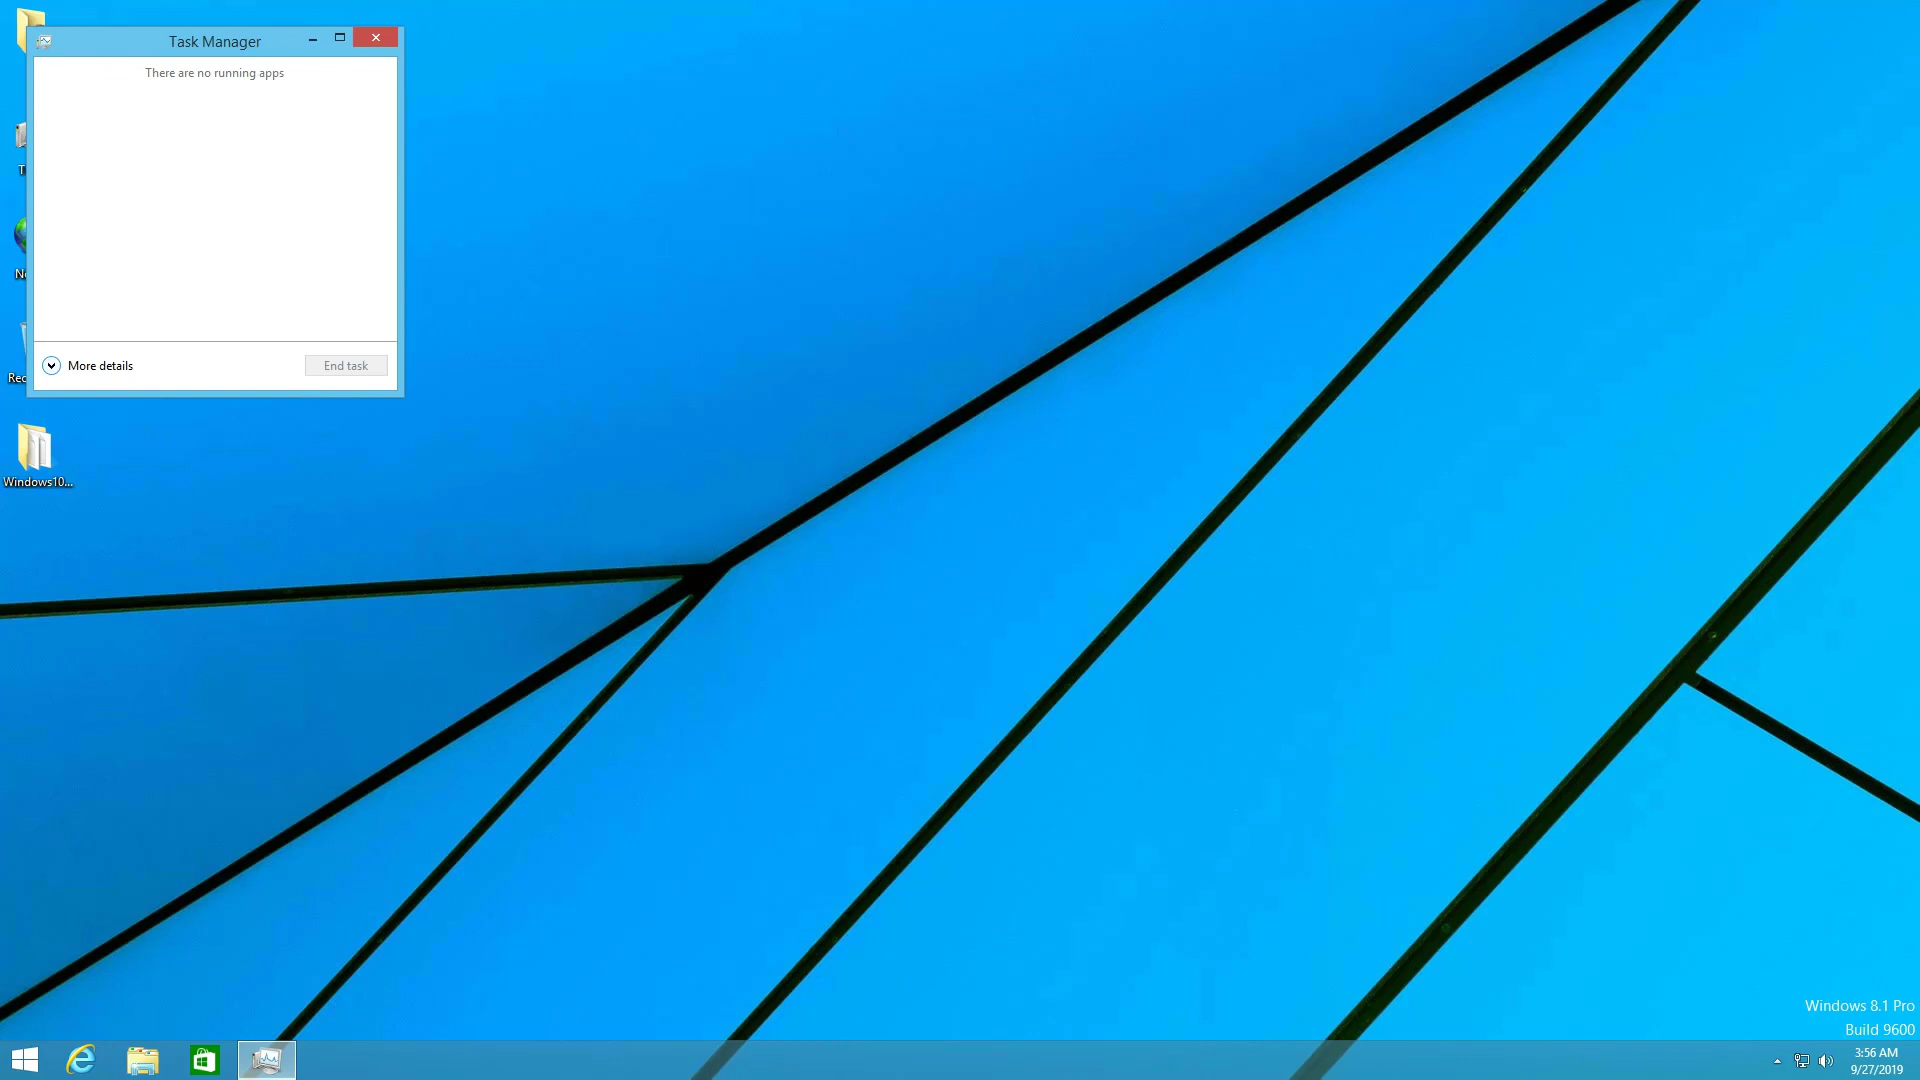 Task Manager
There are no running apps
More details
End task
Windows10...
Windows 8.1 Pro
Build 9600
3:56 AM
9/27/2019